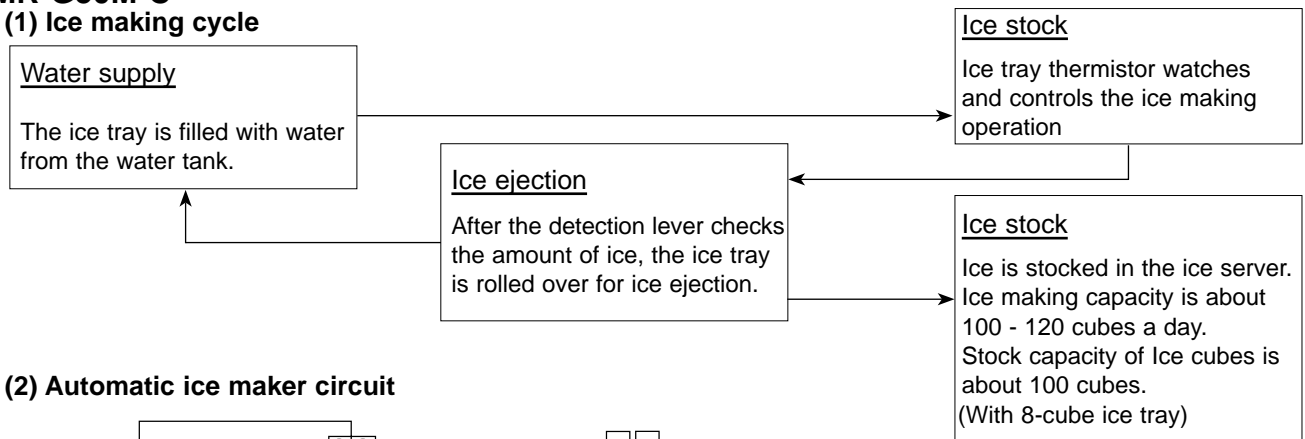 (1) Ice making cycle
Water supply
The ice tray is filled with water
from the water tank.
Ice stock
Ice tray thermistor watches
and controls the ice making
operation
Ice ejection
After the detection lever checks
the amount of ice, the ice tray
is rolled over for ice ejection.
Ice stock
Ice is stocked in the ice server.
Ice making capacity is about
100 - 120 cubes a day.
Stock capacity of Ice cubes is
about 100 cubes.
(With 8-cube ice tray)
(2) Automatic ice maker circuit